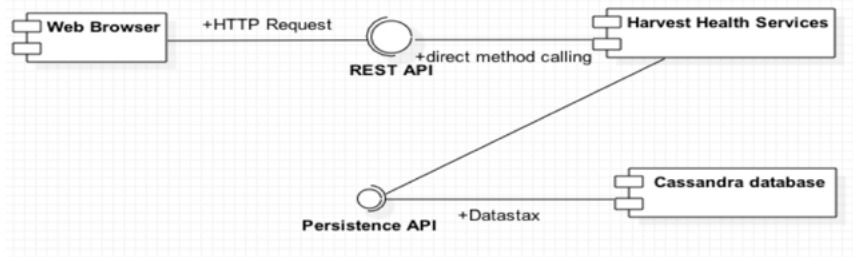 Web Browser
+HTTP Request
REST API
+direct method calling
Harvest Health Services
Persistence API
+Datastax
Cassandra database